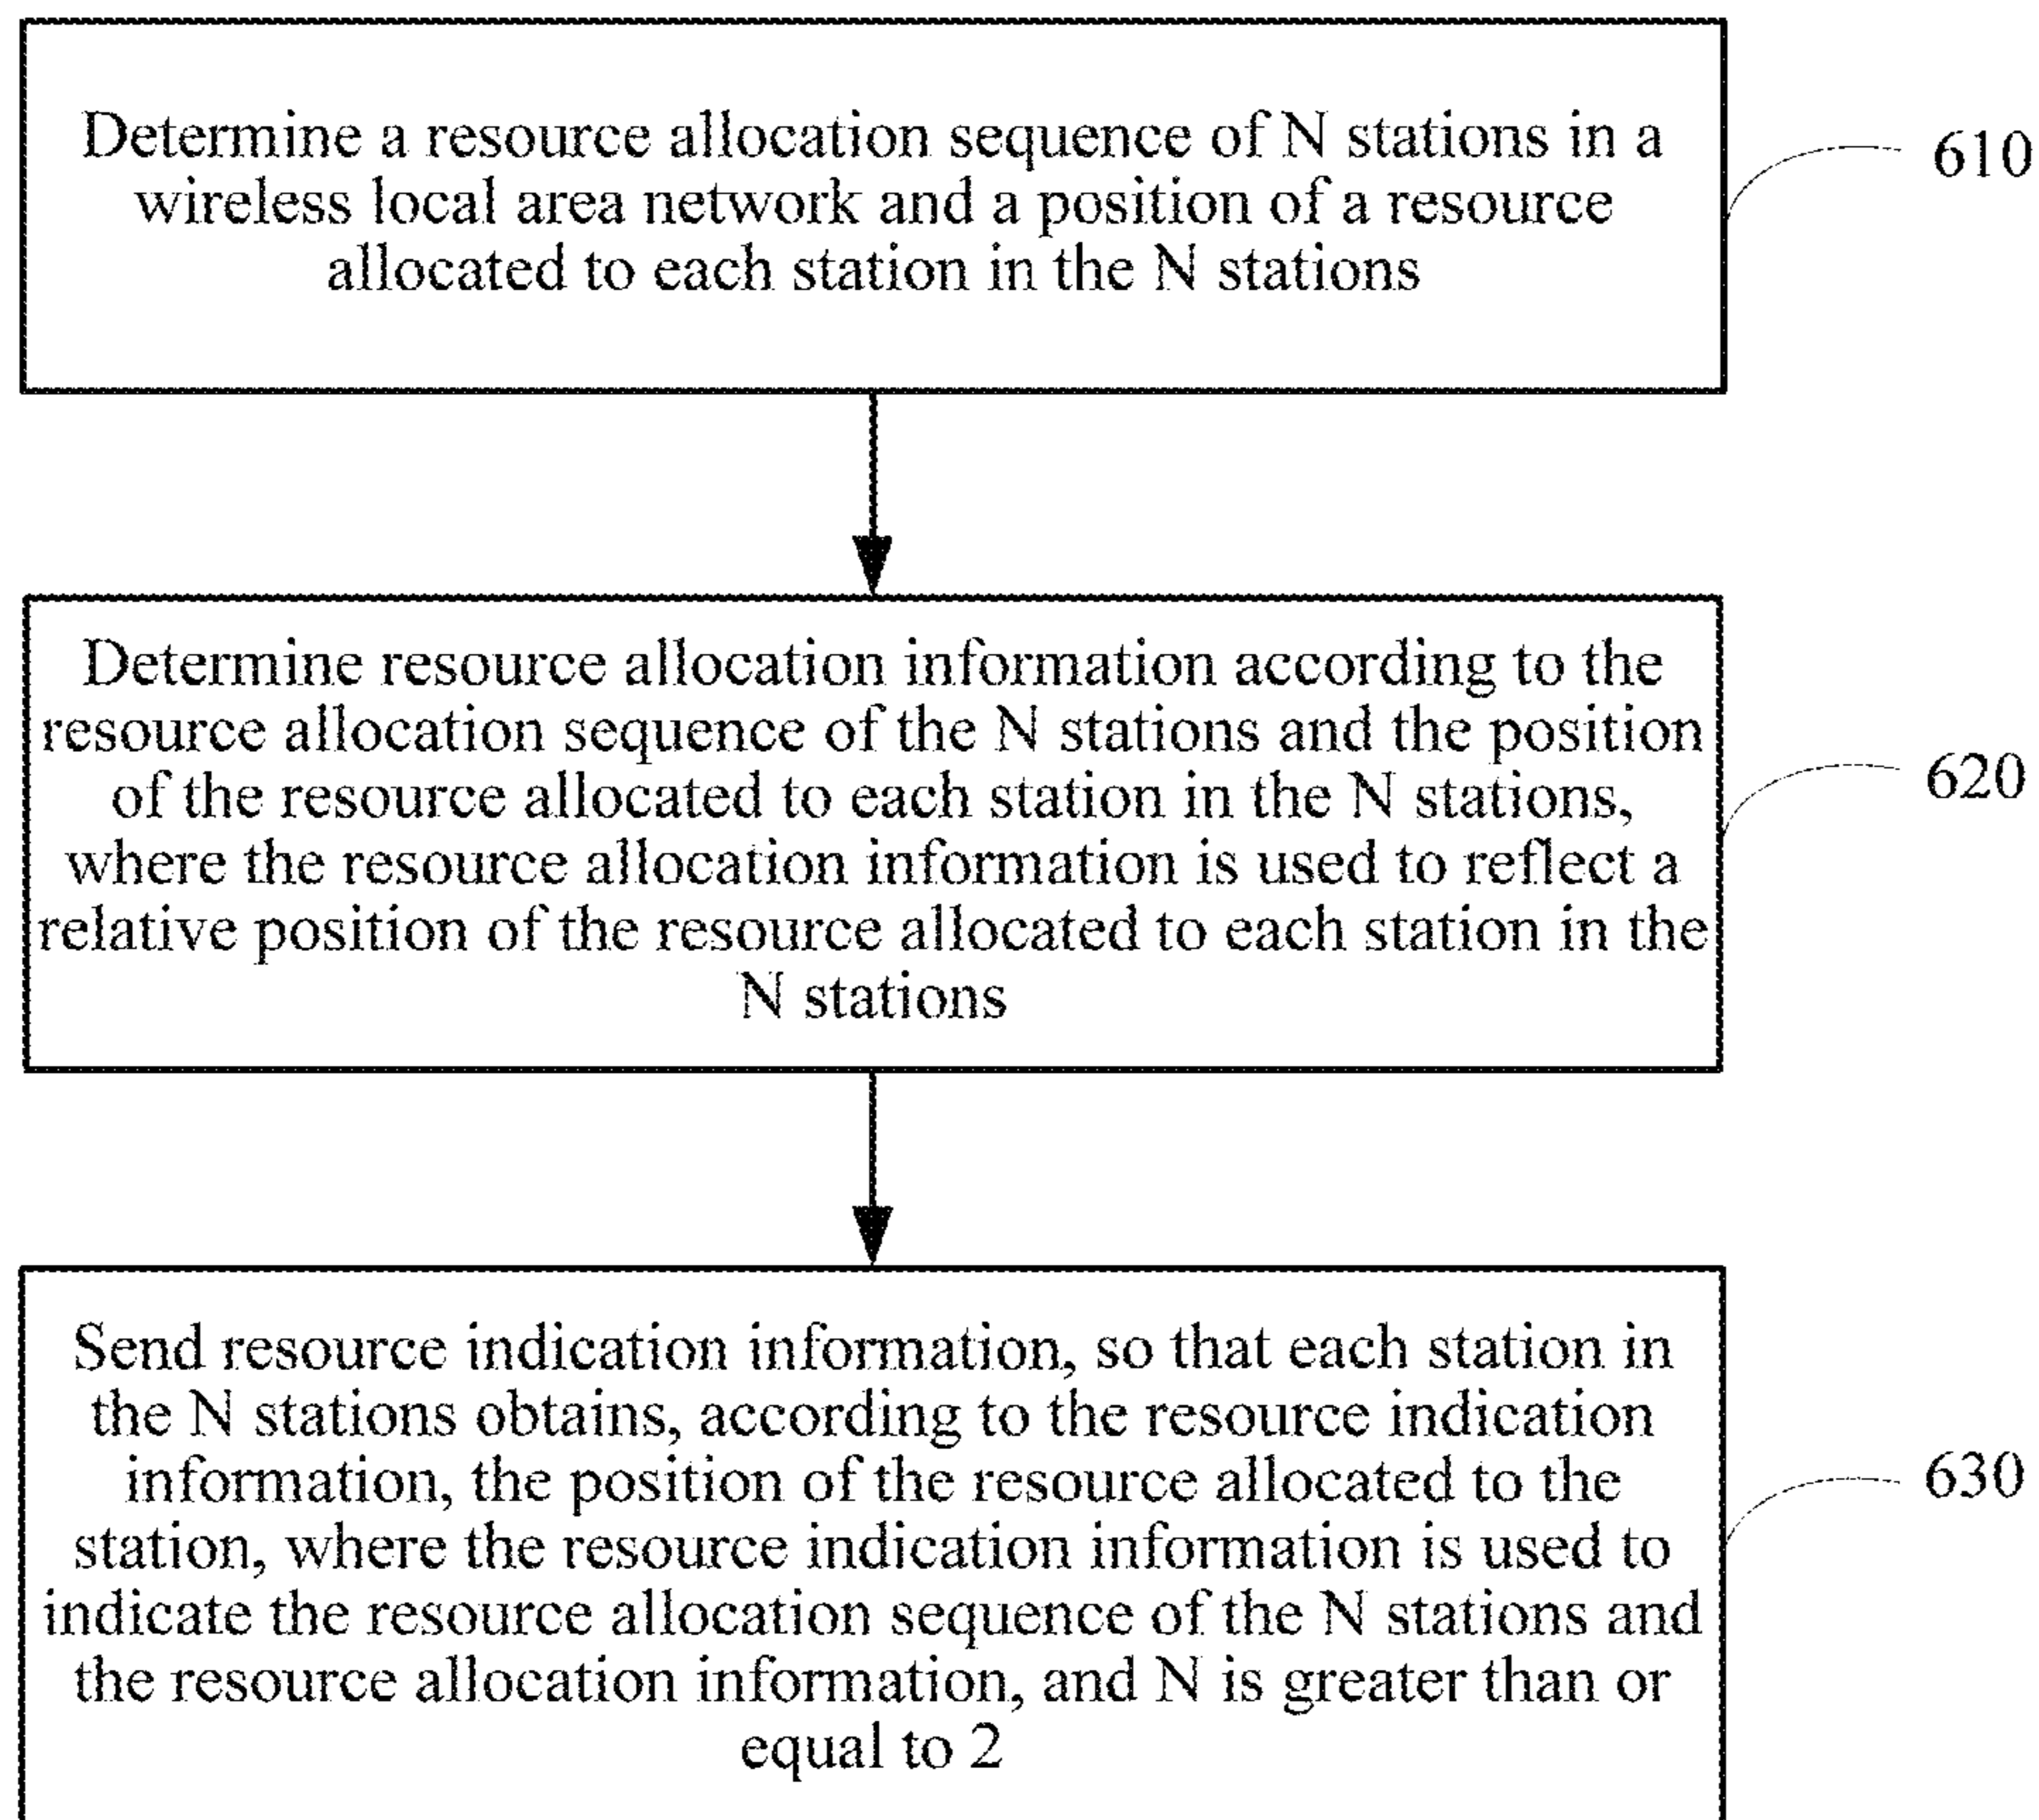 Determine a resource allocation sequence of N stations in a
wireless local area network and a position of a resource
allocated to each station in the N stations
610
Determine resource allocation information according to the
resource allocation sequence of the N stations and the position
of the resource allocated to each station in the N stations,
where the resource allocation information is used to reflect a
relative position of the resource allocated to each station in the
N stations
620
Send resource indication information, so that each station in
the N stations obtains, according to the resource indication
information, the position of the resource allocated to the
station, where the resource indication information is used to
indicate the resource allocation sequence of the N stations and
the resource allocation information, and N is greater than or
equal to 2
630